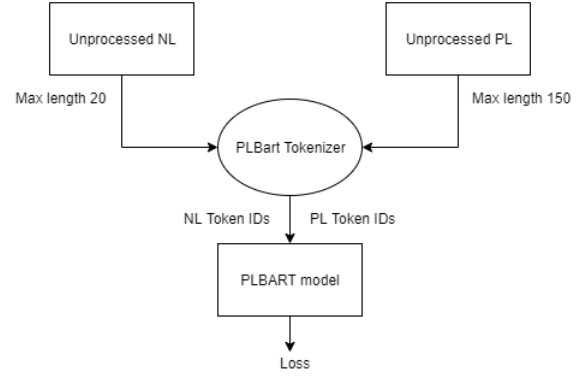 Unprocessed NL
Unprocessed PL
Max length 20
Max length 150
PLBart Tokenizer
NL Token IDs
PL Token IDs
PLBART model
Loss